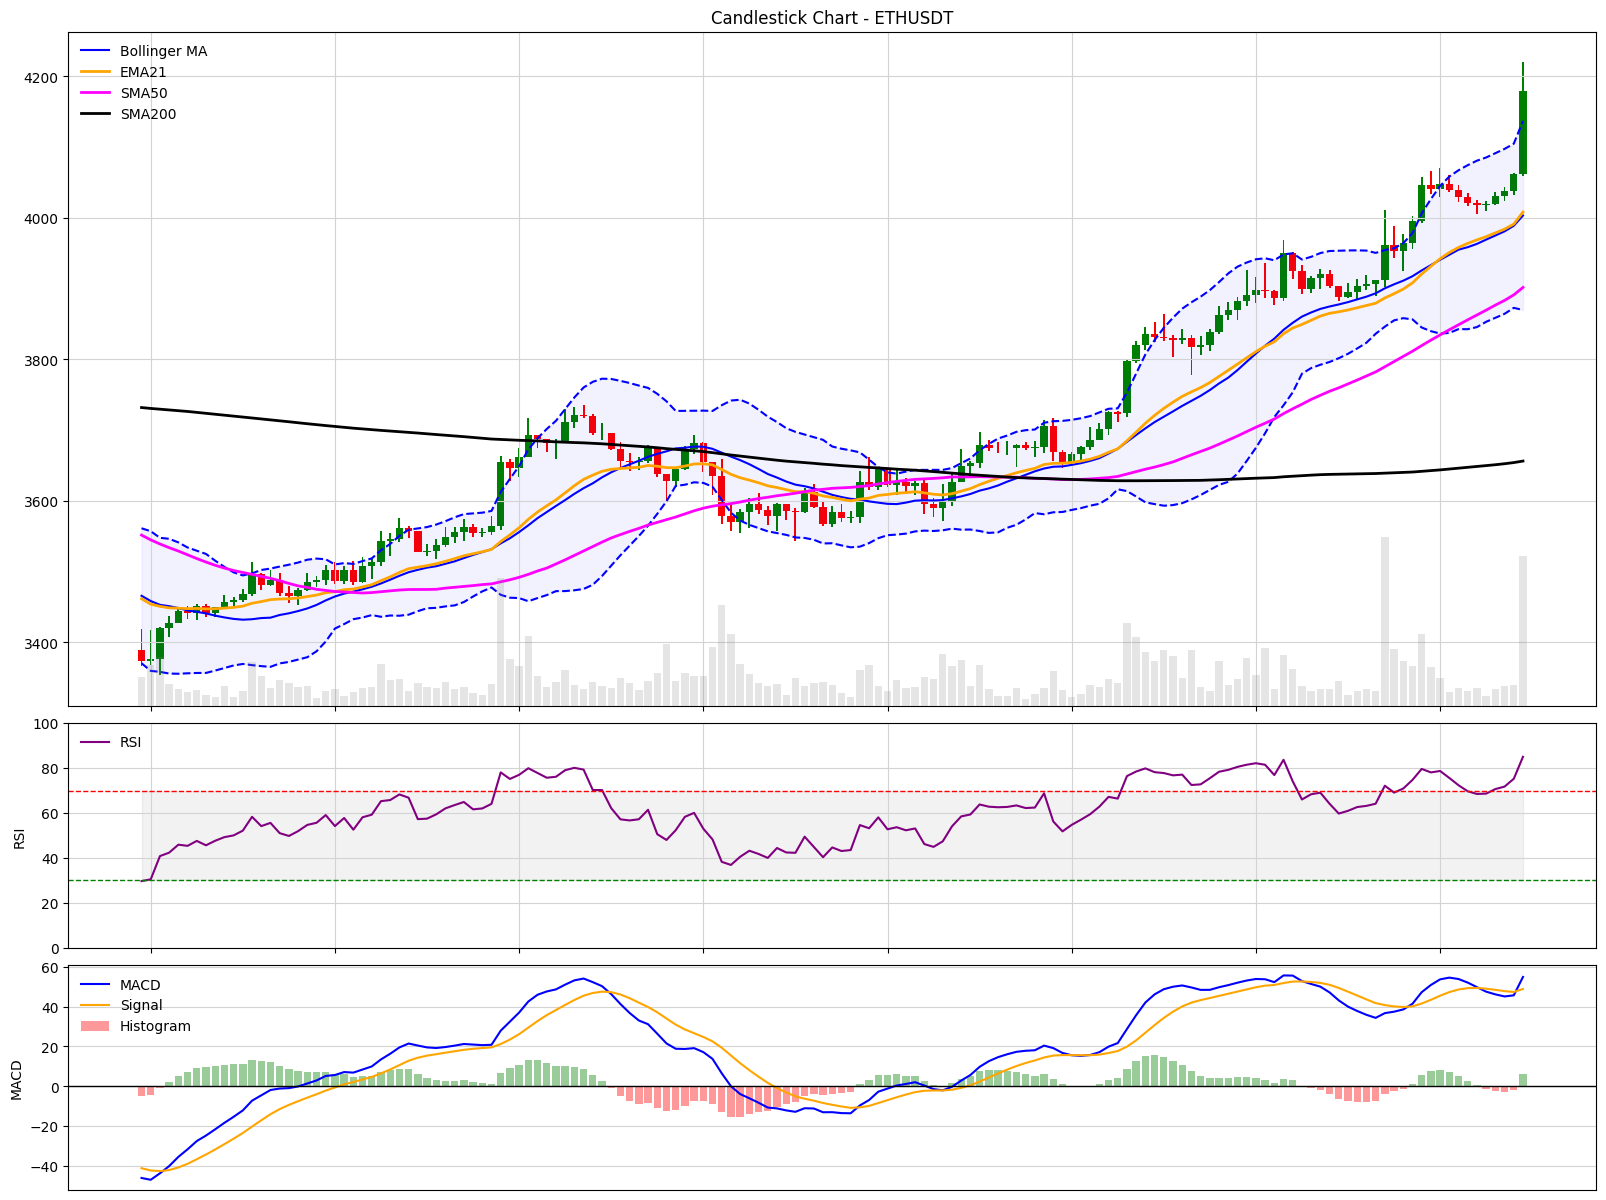 Candlestick Chart - ETHUSDT
Bollinger MA
EMA21
SMA50
SMA200
4200
4000
3800
3600
3400
100
80
60
40
20
0
RSI
RSI
60
40
20
0
−20
−40
MACD
MACD
Signal
Histogram